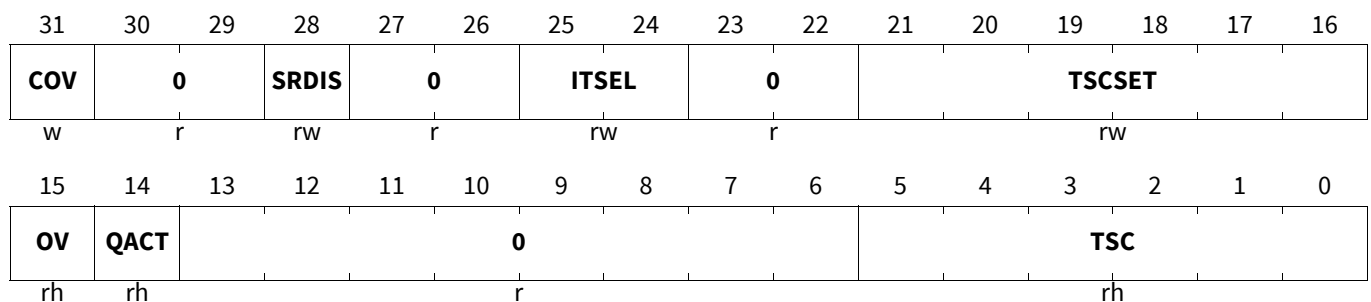 31 30 29 28 27 26 25 24 23 22 21 20 19 18 17 16
COV 0 SRDIS 0 ITSEL 0 TSCSET
w r rw r rw r rw
15 14 13 12 11 10 9 8 7 6 5 4 3 2 1 0
OV QACT 0 TSC
rh rh r rh